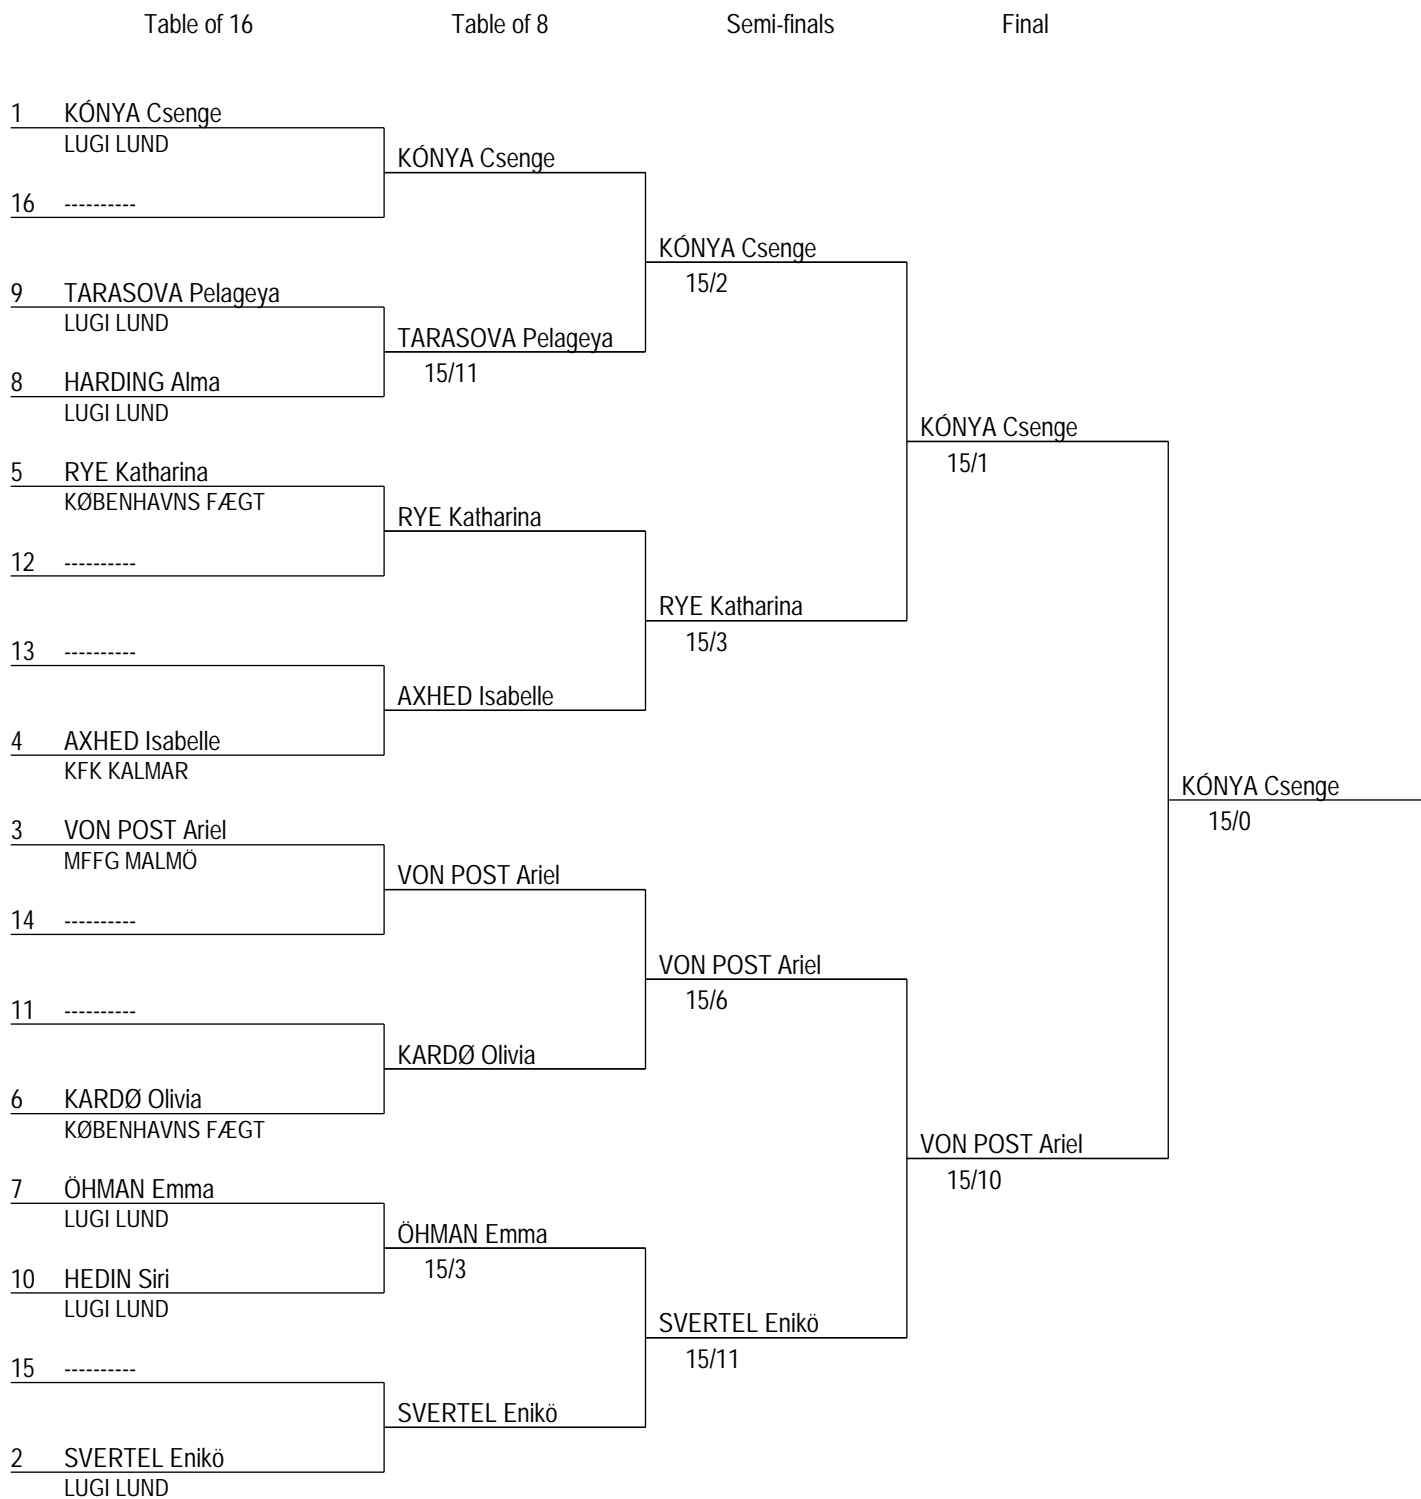 Table of 16 Table of 8 Semi-finals Final
1 KÓNYA Csenge
LUGI LUND
KÓNYA Csenge
16 ----------
KÓNYA Csenge
15/2
9 TARASOVA Pelageya
LUGI LUND
TARASOVA Pelageya
15/11
8 HARDING Alma
LUGI LUND
KÓNYA Csenge
15/1
5 RYE Katharina
KØBENHAVNS FÆGT
RYE Katharina
12 ----------
RYE Katharina
15/3
13 ----------
AXHED Isabelle
4 AXHED Isabelle
KFK KALMAR
KÓNYA Csenge
15/0
3 VON POST Ariel
MFFG MALMÖ
VON POST Ariel
14 ----------
VON POST Ariel
15/6
11 ----------
KARDØ Olivia
6 KARDØ Olivia
KØBENHAVNS FÆGT
VON POST Ariel
15/10
7 ÖHMAN Emma
LUGI LUND
ÖHMAN Emma
15/3
10 HEDIN Siri
LUGI LUND
SVERTEL Enikö
15/11
15 ----------
SVERTEL Enikö
2 SVERTEL Enikö
LUGI LUND